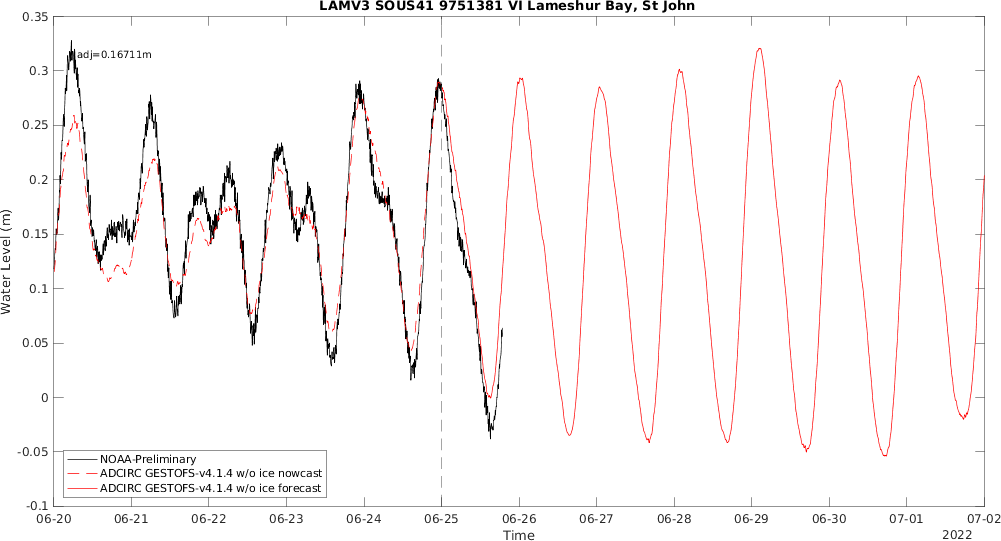 LAMV3 SOUS41 9751381 VI Lameshur Bay, St John
adj=0.16711m
0.35
0.3
0.25
0.2
0.15
0.1
0.05
0
-0.05
-0.1
Water Level (m)
NOAA-Preliminary
ADCIRC GESTOFS-v4.1.4 w/o ice nowcast
ADCIRC GESTOFS-v4.1.4 w/o ice forecast
06-20 06-21 06-22 06-23 06-24 06-25 06-26 06-27 06-28 06-29 06-30 07-01 07-02
Time
2022